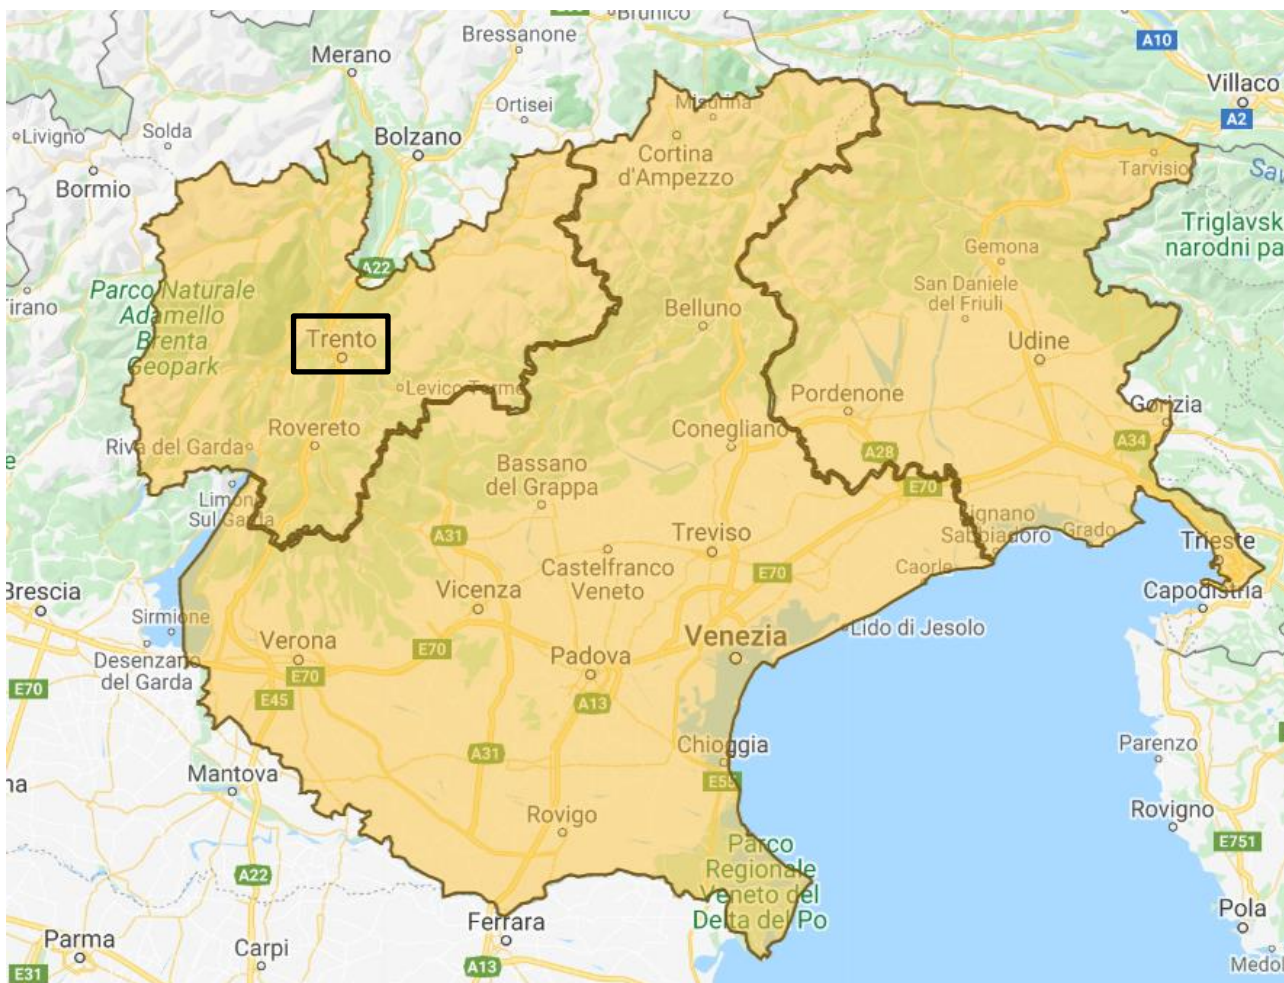 Brunico
A10
Bressanone
Merano
Villaco
Misurina
Ortisei
A2
Livigno
Solda
Bolzano
Cortina
d'Ampezzo
Tarvisio
Bormio
Triglavsk
narodni pa
Gemona
A22
Parco Naturale
Adamello
Brenta
Geopark
San Daniele
del Friuli
Tirano
Belluno
Trento
Udine
Levico Terme
Pordenone
Gorizia
Riva del Garda
Rovereto
Conegliano
A34
A28
Bassano
del Grappa
E70
Limone
Sul Garda
Lignano
Sabbiadoro
Grado
A31
Treviso
Trieste
Castelfranco
Veneto
E70
Caorle
Brescia
Vicenza
Capodistria
Sirmione
Verona
E70
Venezia
Lido di Jesolo
Desenzano
del Garda
Padova
E70
E70
E45
A13
A31
Chioggia
Parenzo
Mantova
E55
Rovigo
Rovigno
Parco
Regionale
Veneto del
Delta del Po
E751
A22
Ferrara
Pola
Parma
Carpi
A13
E31
Medol